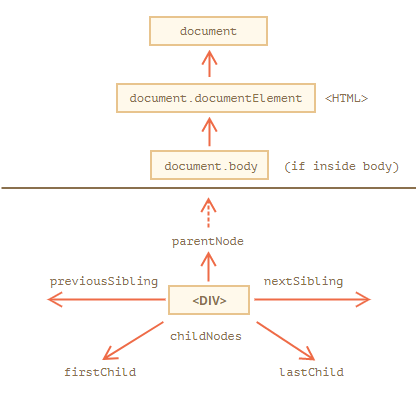 document
document.documentElement <HTML>
document.body (if inside body)
parentNode
previousSibling nextSibling
<DIV>
childNodes
firstChild lastChild